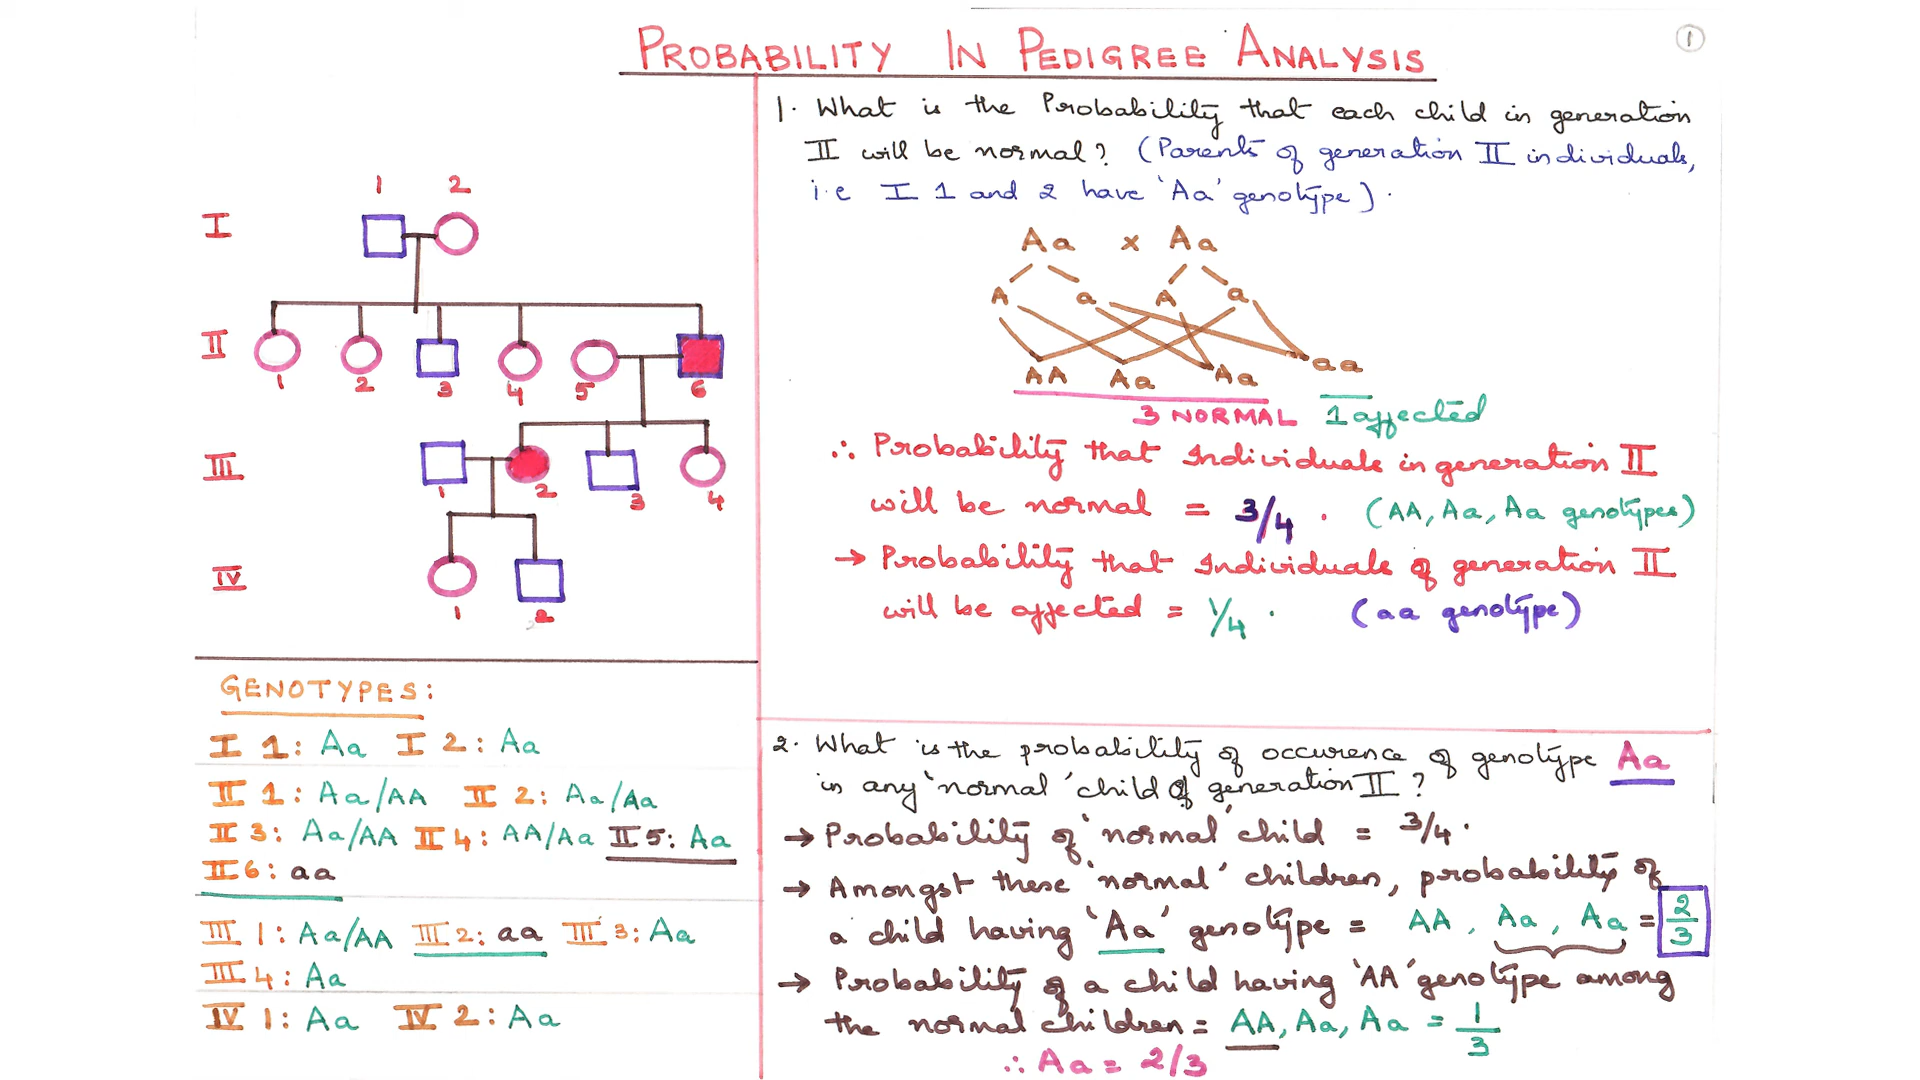 PROBABILITY IN PEDIGREE ANALYSIS
1
1 2
I
II
1 2 3 4 5 6
III
1 2 3 4
IV
1 2
GENOTYPES:
I 1: Aa I 2: Aa
II 1: Aa/AA II 2: Aa/Aa
II 3: Aa/AA II 4: AA/Aa II 5: Aa
II 6: aa
III 1: Aa/AA III 2: aa III 3: Aa
III 4: Aa
IV 1: Aa IV 2: Aa
1. What is the Probability that each child in generation
II will be normal? (Parents of generation II individuals,
i.e I 1 and 2 have 'Aa' genotype).
Aa x Aa
A a A a
AA Aa Aa aa
3 NORMAL 1 affected
∴ Probability that Individuals in generation II
will be normal = 3/4 . (AA, Aa, Aa genotypes)
→ Probability that Individuals of generation II
will be affected = 1/4 . (aa genotype)
2. What is the probability of occurence of genotype Aa
in any 'normal' child of generation II ?
→ Probability of 'normal' child = 3/4.
→ Amongst these 'normal' children, probability of
a child having 'Aa' genotype = AA, Aa, Aa = 2/3
→ Probability of a child having 'AA' genotype among
the normal children = AA, Aa, Aa = 1/3
∴ Aa = 2/3